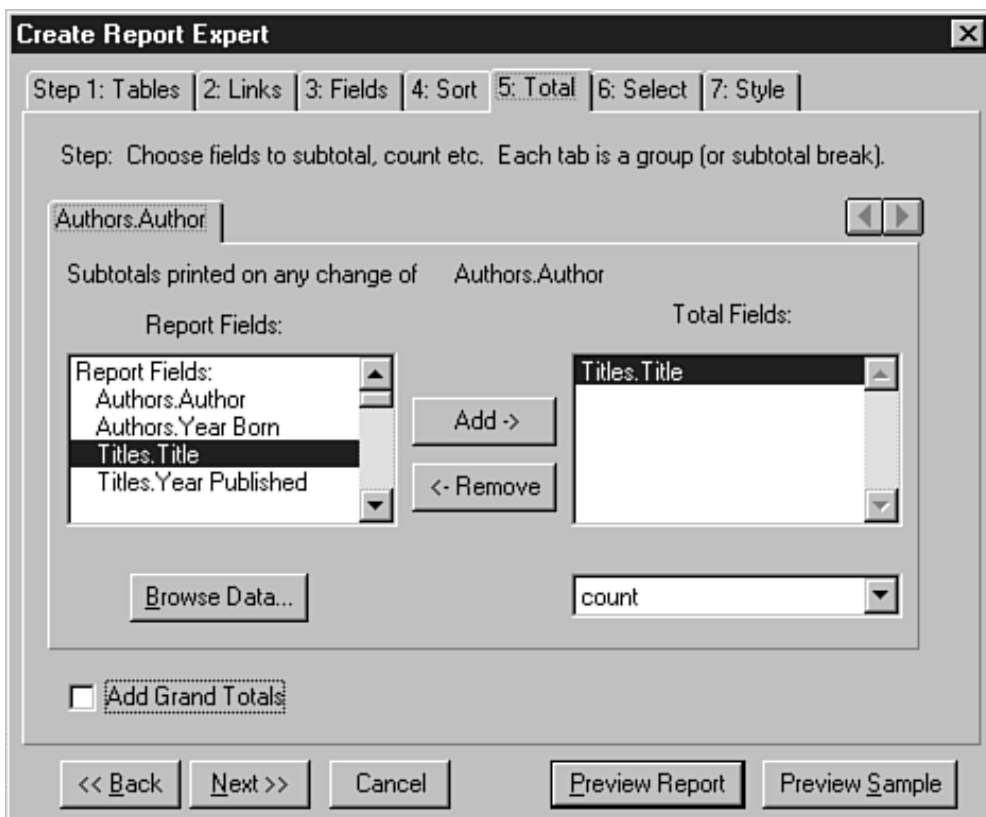 Create Report Expert
Step 1: Tables 2: Links 3: Fields 4: Sort 5: Total 6: Select 7: Style
Step: Choose fields to subtotal, count etc. Each tab is a group (or subtotal break).
Authors.Author
Subtotals printed on any change of Authors.Author
Report Fields: Total Fields:
Report Fields:
Authors.Author
Authors.Year Born
Titles.Title
Titles.Year Published
Add ->
<- Remove
Titles.Title
Browse Data...
count
Add Grand Totals
<< Back Next >> Cancel Preview Report Preview Sample